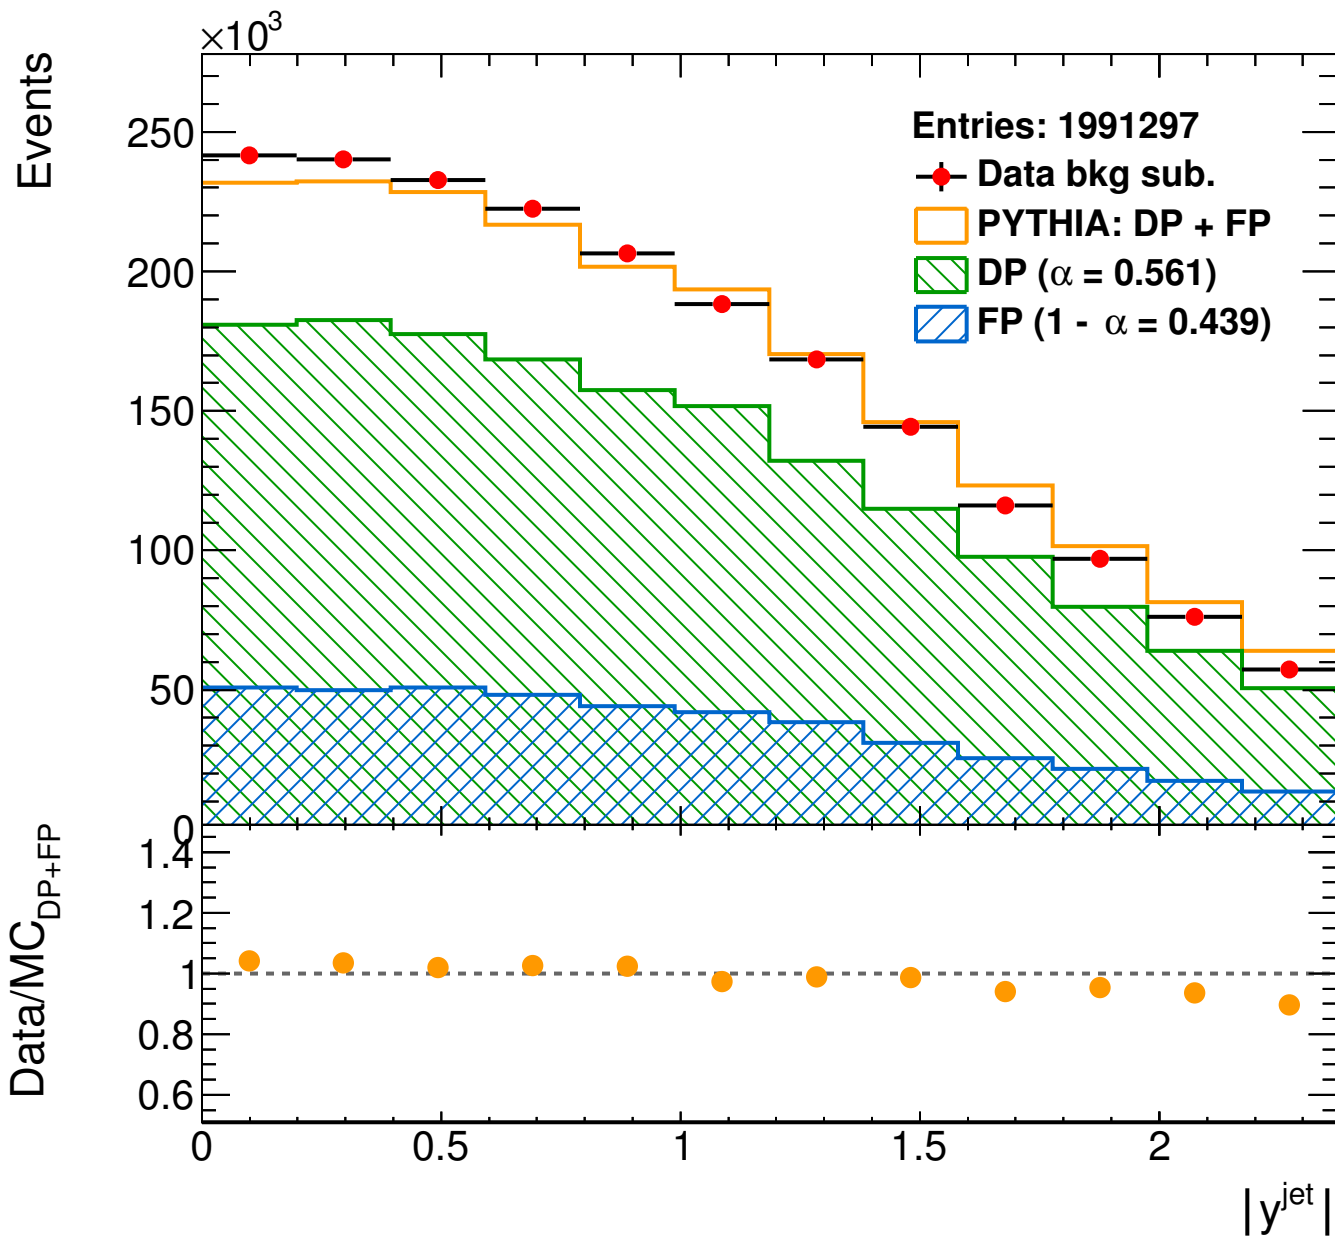 ×10³
Events
250
200
150
100
50
0
Entries: 1991297
Data bkg sub.
PYTHIA: DP + FP
DP (α = 0.561)
FP (1 - α = 0.439)
Data/MC_DP+FP
1.4
1.2
1
0.8
0.6
0 0.5 1 1.5 2
|y^jet|